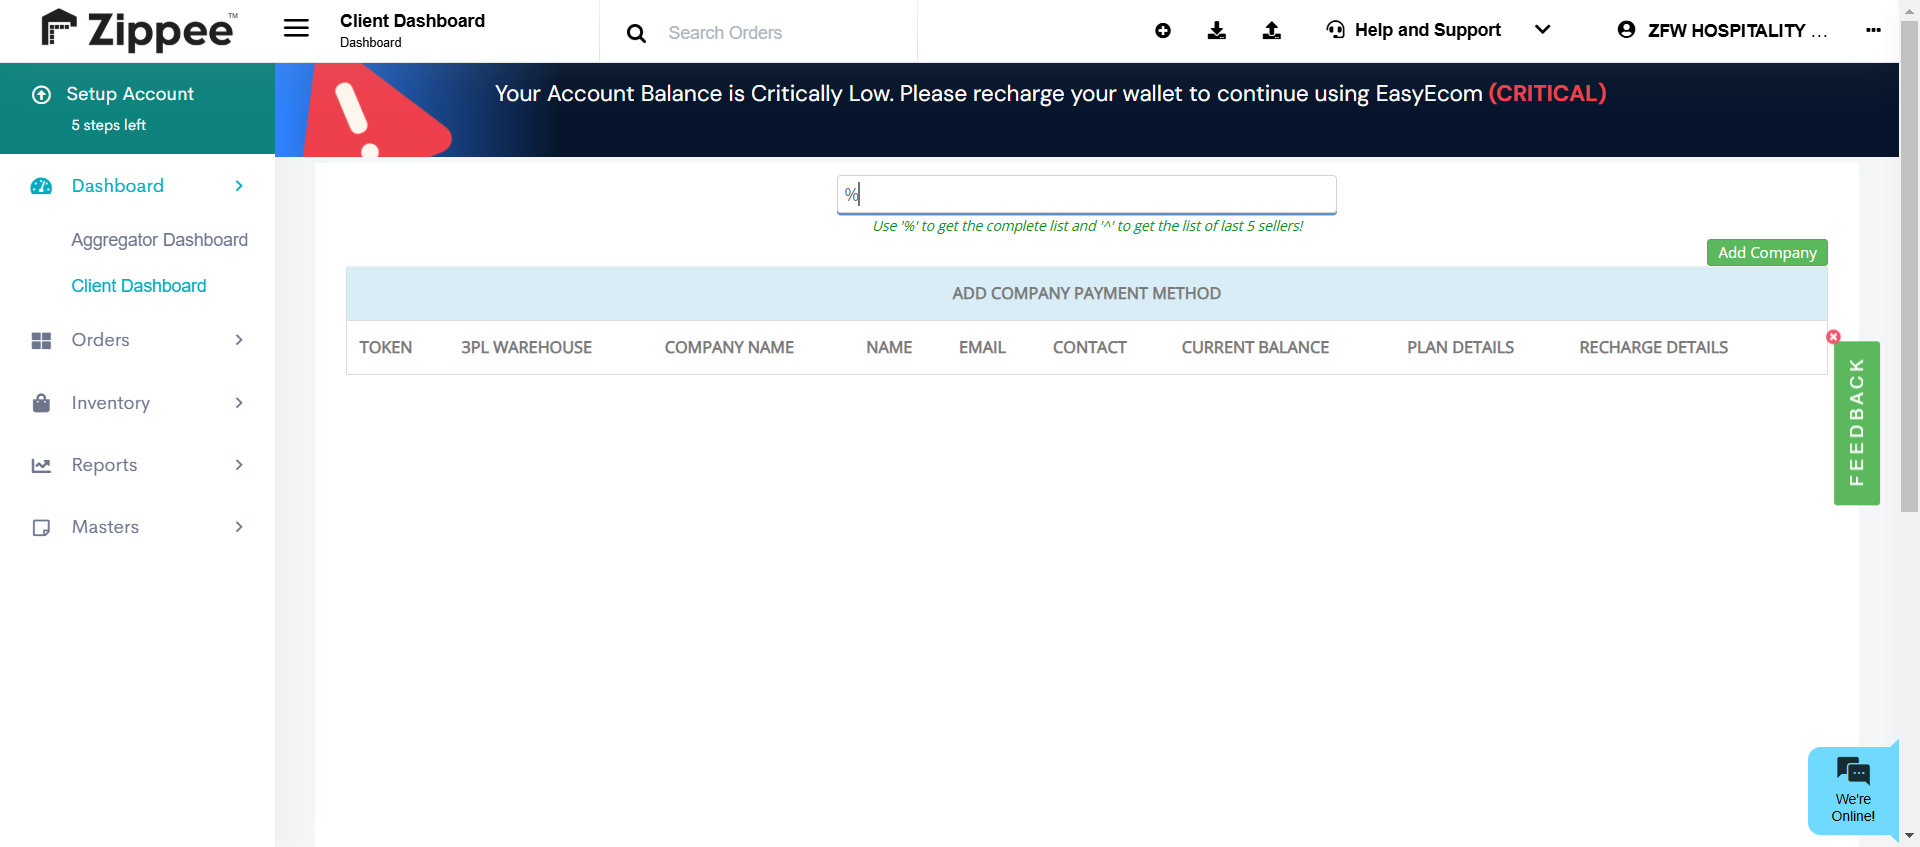 Zippee™
Client Dashboard
Dashboard
Search Orders
Help and Support
ZFW HOSPITALITY ...
Setup Account
5 steps left
Your Account Balance is Critically Low. Please recharge your wallet to continue using EasyEcom (CRITICAL)
Dashboard
Aggregator Dashboard
Client Dashboard
Orders
Inventory
Reports
Masters
%
Use '%' to get the complete list and '^' to get the list of last 5 sellers!
Add Company
ADD COMPANY PAYMENT METHOD
TOKEN 3PL WAREHOUSE COMPANY NAME NAME EMAIL CONTACT CURRENT BALANCE PLAN DETAILS RECHARGE DETAILS
FEEDBACK
We're
Online!